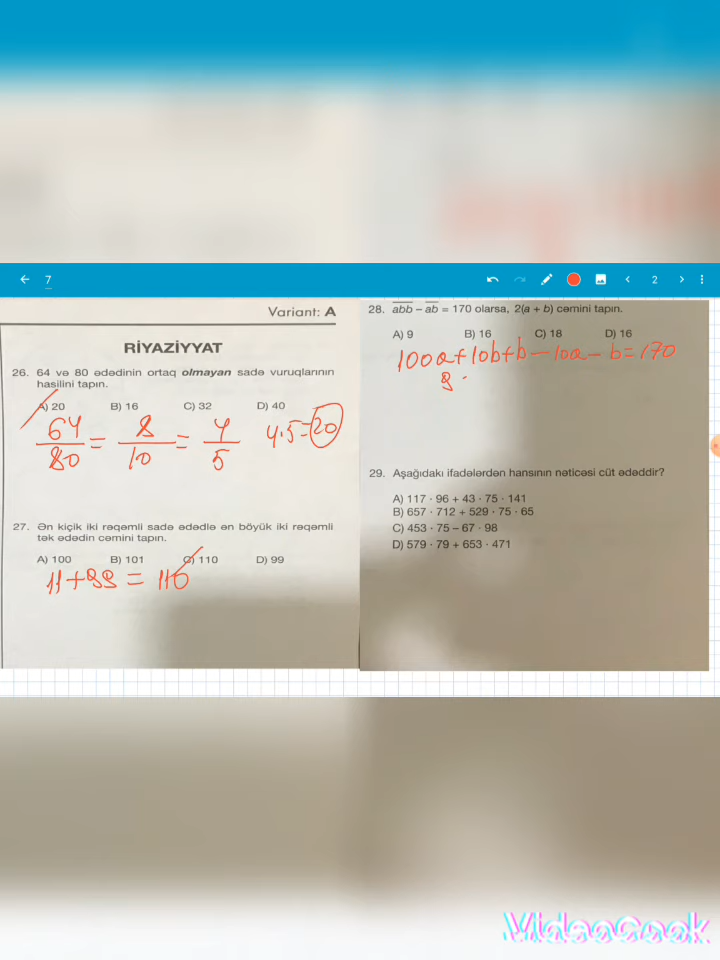 7
2
Variant: A
RİYAZİYYAT
26. 64 və 80 ədədinin ortaq olmayan sadə vuruqlarının
hasilini tapın.
A) 20 B) 16 C) 32 D) 40
64/80 = 8/10 = 4/5 4·5=20
27. Ən kiçik iki rəqəmli sadə ədədlə ən böyük iki rəqəmli
tək ədədin cəmini tapın.
A) 100 B) 101 C) 110 D) 99
11+99 = 110
28. abb – ab = 170 olarsa, 2(a + b) cəmini tapın.
A) 9 B) 16 C) 18 D) 16
100a+10b+b-10a-b=170
9
29. Aşağıdakı ifadələrdən hansının nəticəsi cüt ədəddir?
A) 117 · 96 + 43 · 75 · 141
B) 657 · 712 + 529 · 75 · 65
C) 453 · 75 – 67 · 98
D) 579 · 79 + 653 · 471
VideoCook